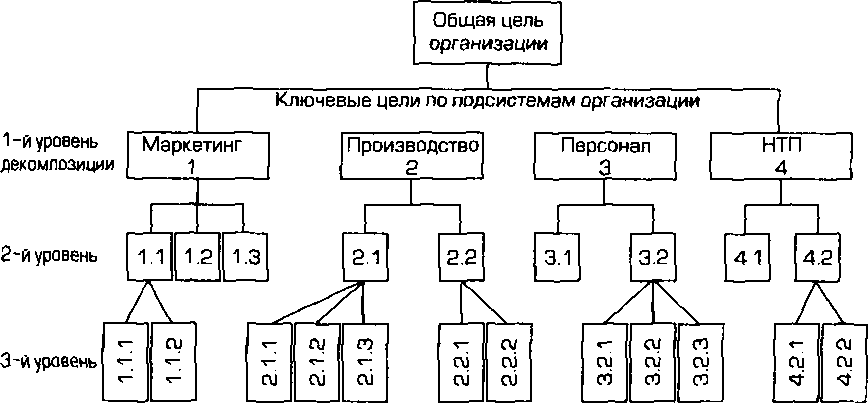 Общая цель
организации
Ключевые цели по подсистемам организации
1-й уровень
декомпозиции
Маркетинг
1
Производство
2
Персонал
3
НТП
4
2-й уровень
1.1
1.2
1.3
2.1
2.2
3.1
3.2
4.1
4.2
3-й уровень
1.1.1
1.1.2
2.1.1
2.1.2
2.1.3
2.2.1
2.2.2
3.2.1
3.2.2
3.2.3
4.2.1
4.2.2